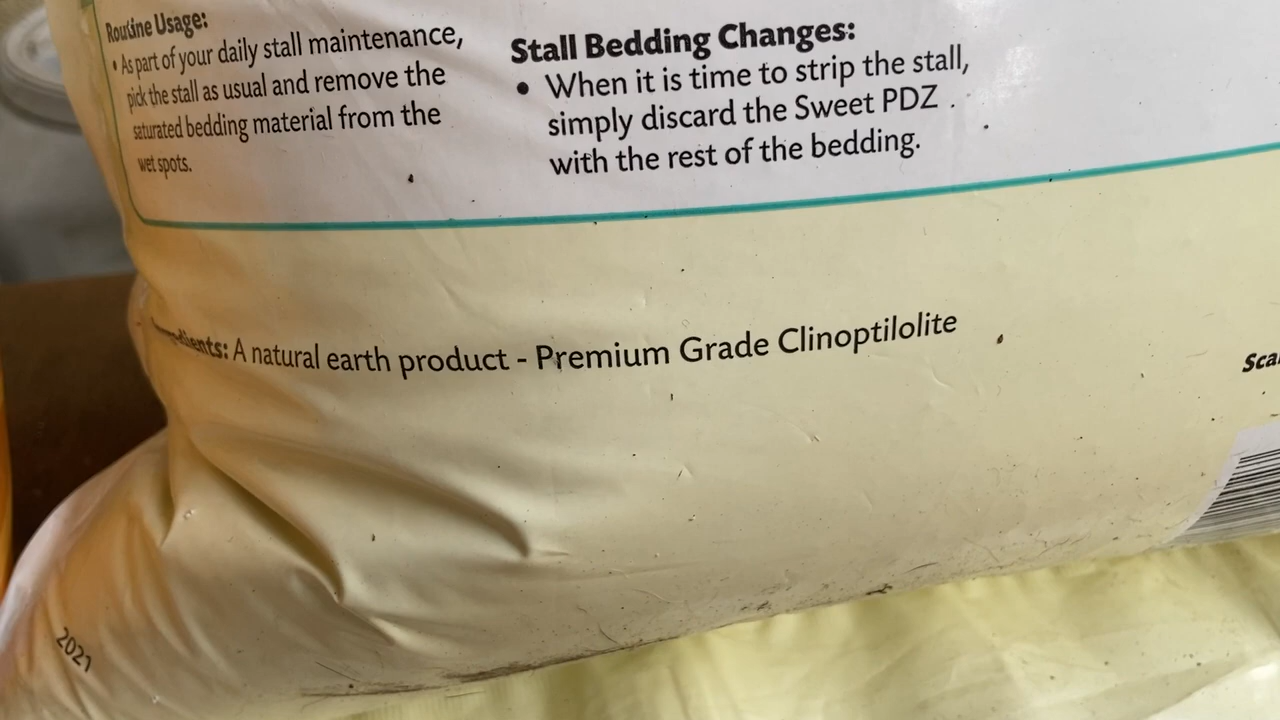 Routine Usage:
• As part of your daily stall maintenance,
pick the stall as usual and remove the
saturated bedding material from the
wet spots.
Stall Bedding Changes:
• When it is time to strip the stall,
simply discard the Sweet PDZ .
with the rest of the bedding.
A natural earth product - Premium Grade Clinoptilolite
2021